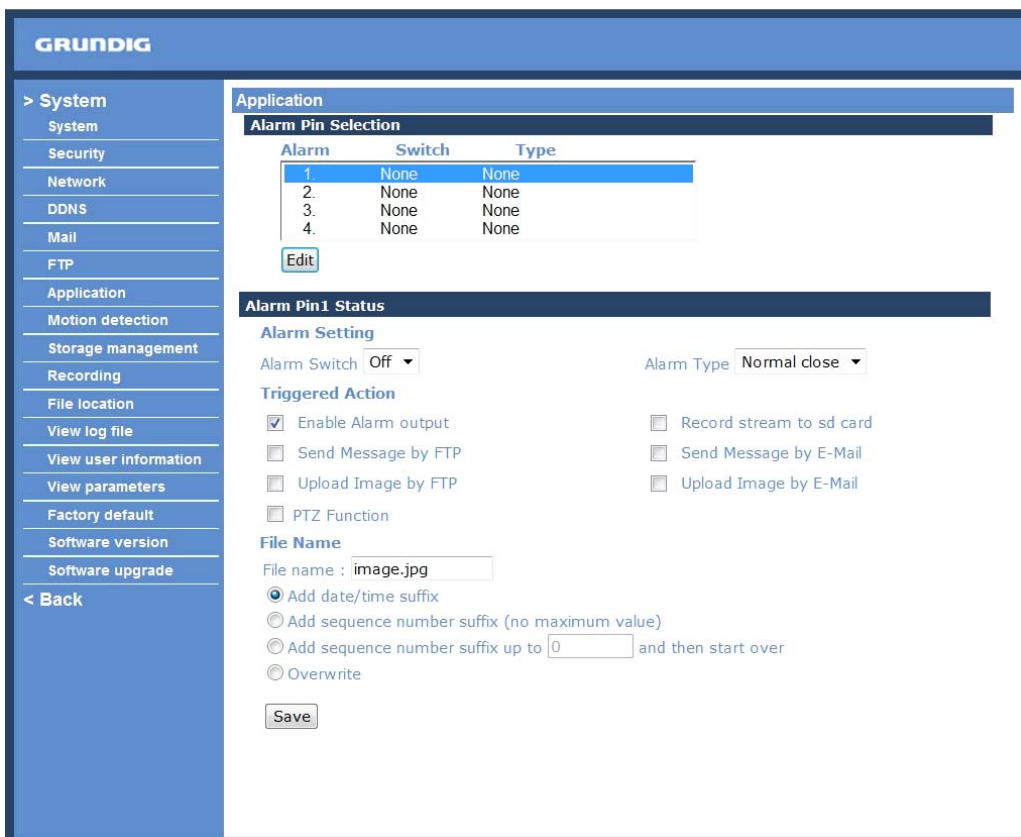 GRUNDIG
> System
System
Security
Network
DDNS
Mail
FTP
Application
Motion detection
Storage management
Recording
File location
View log file
View user information
View parameters
Factory default
Software version
Software upgrade
< Back
Application
Alarm Pin Selection
Alarm Switch Type
1. None None
2. None None
3. None None
4. None None
Edit
Alarm Pin1 Status
Alarm Setting
Alarm Switch Off Alarm Type Normal close
Triggered Action
Enable Alarm output Record stream to sd card
Send Message by FTP Send Message by E-Mail
Upload Image by FTP Upload Image by E-Mail
PTZ Function
File Name
File name : image.jpg
Add date/time suffix
Add sequence number suffix (no maximum value)
Add sequence number suffix up to 0 and then start over
Overwrite
Save